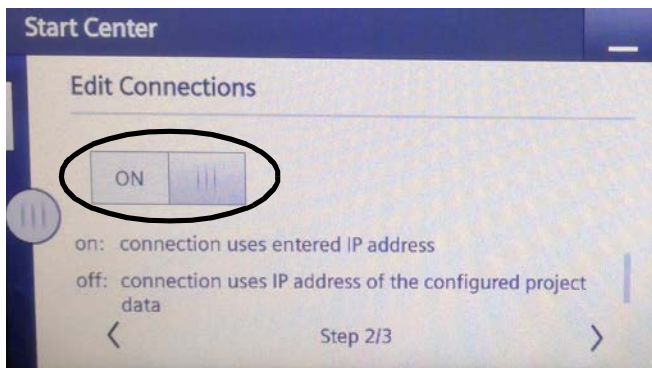 Start Center
Edit Connections
ON
on: connection uses entered IP address
off: connection uses IP address of the configured project
data
Step 2/3